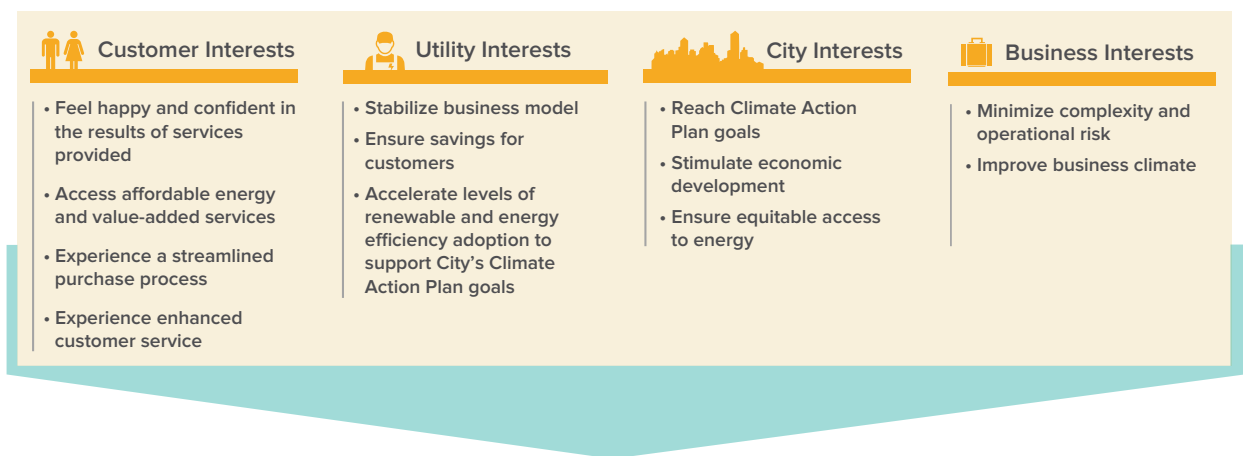 Customer Interests
• Feel happy and confident in
the results of services
provided
• Access affordable energy
and value-added services
• Experience a streamlined
purchase process
• Experience enhanced
customer service
Utility Interests
• Stabilize business model
• Ensure savings for
customers
• Accelerate levels of
renewable and energy
efficiency adoption to
support City’s Climate
Action Plan goals
City Interests
• Reach Climate Action
Plan goals
• Stimulate economic
development
• Ensure equitable access
to energy
Business Interests
• Minimize complexity and
operational risk
• Improve business climate